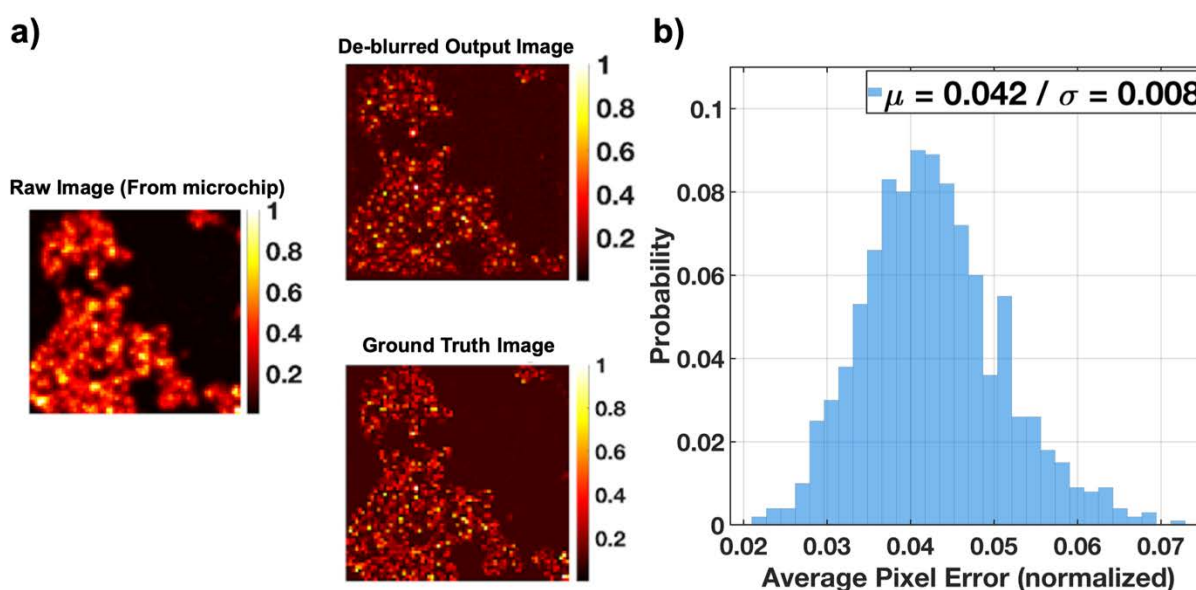 a)
Raw Image (From microchip)
1
0.8
0.6
0.4
0.2
De-blurred Output Image
1
0.8
0.6
0.4
0.2
Ground Truth Image
1
0.8
0.6
0.4
0.2
b)
μ = 0.042 / σ = 0.008
Probability
0.1
0.08
0.06
0.04
0.02
0
0.02 0.03 0.04 0.05 0.06 0.07
Average Pixel Error (normalized)